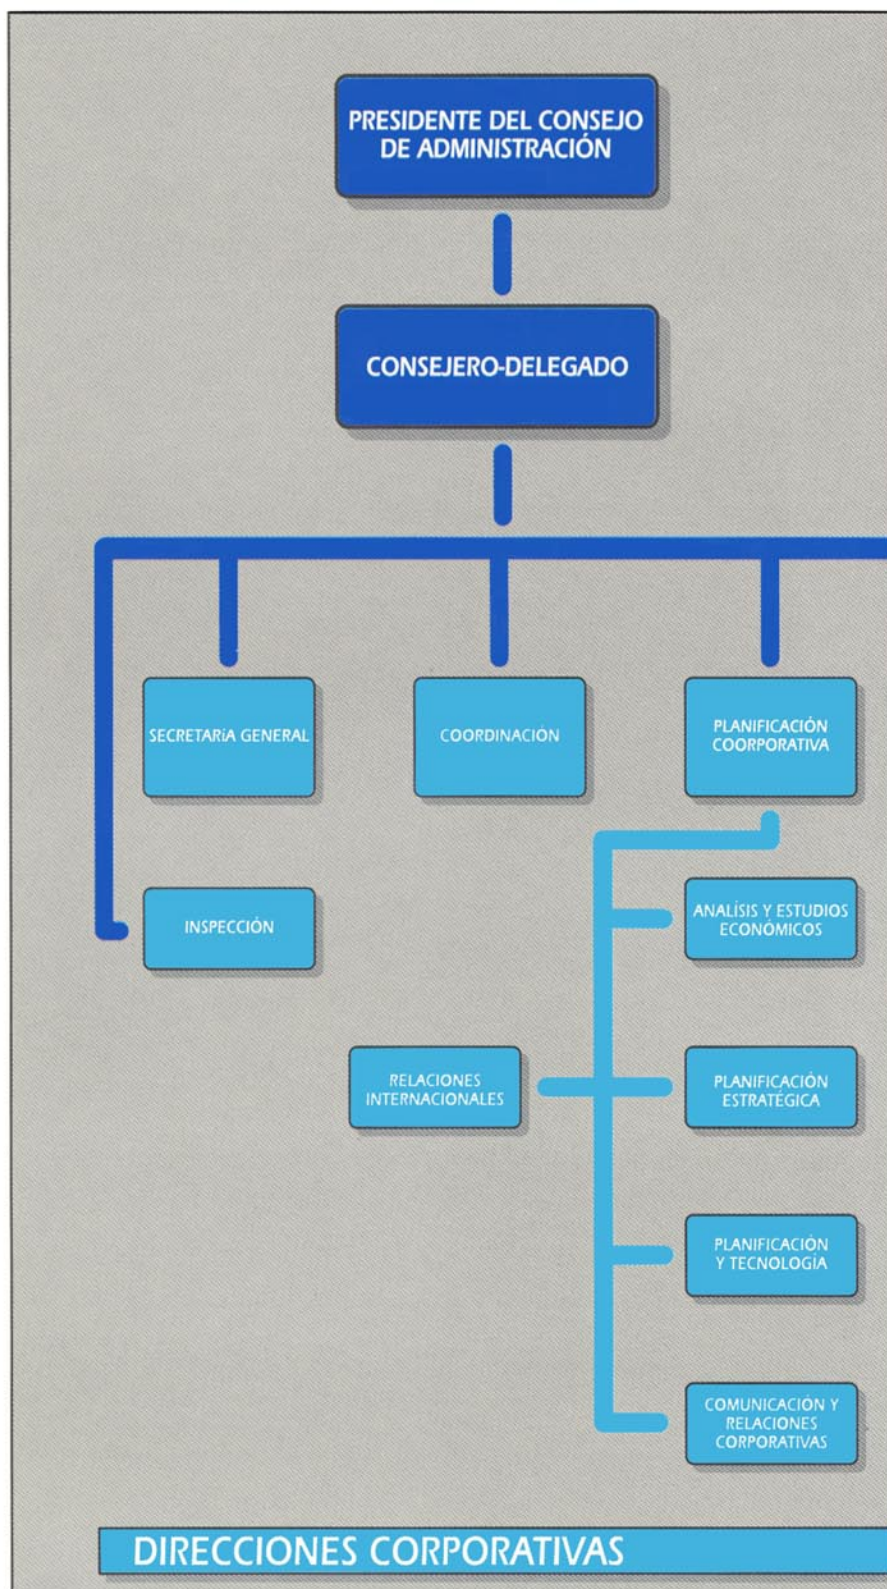 PRESIDENTE DEL CONSEJO
DE ADMINISTRACIÓN
CONSEJERO-DELEGADO
SECRETARÍA GENERAL
COORDINACIÓN
PLANIFICACIÓN
COORPORATIVA
INSPECCIÓN
ANALÍSIS Y ESTUDIOS
ECONÓMICOS
RELACIONES
INTERNACIONALES
PLANIFICACIÓN
ESTRATÉGICA
PLANIFICACIÓN
Y TECNOLOGÍA
COMUNICACIÓN Y
RELACIONES
CORPORATIVAS
DIRECCIONES CORPORATIVAS